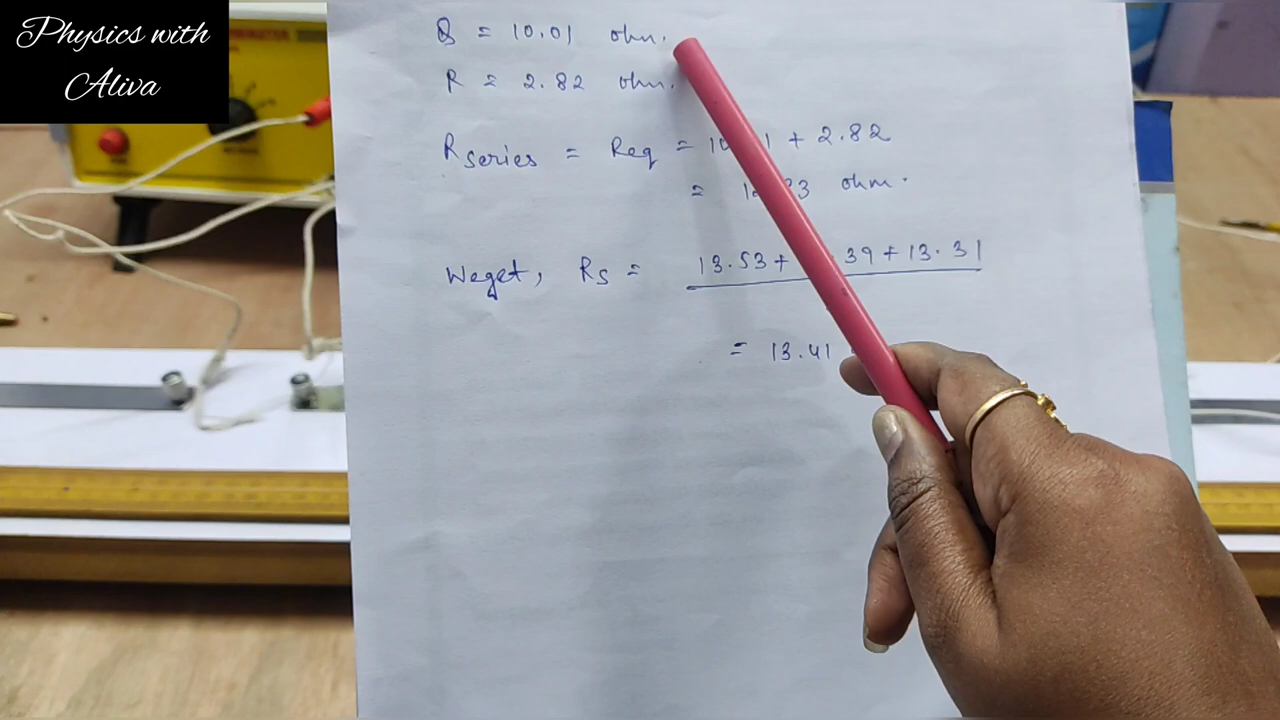 Physics with
Aliva
Q = 10.01 ohm.
R = 2.82 ohm.
Rseries = Req = + 2.82
= ohm.
Weget, Rs = 13.53 + 39 + 13.31
= 13.41